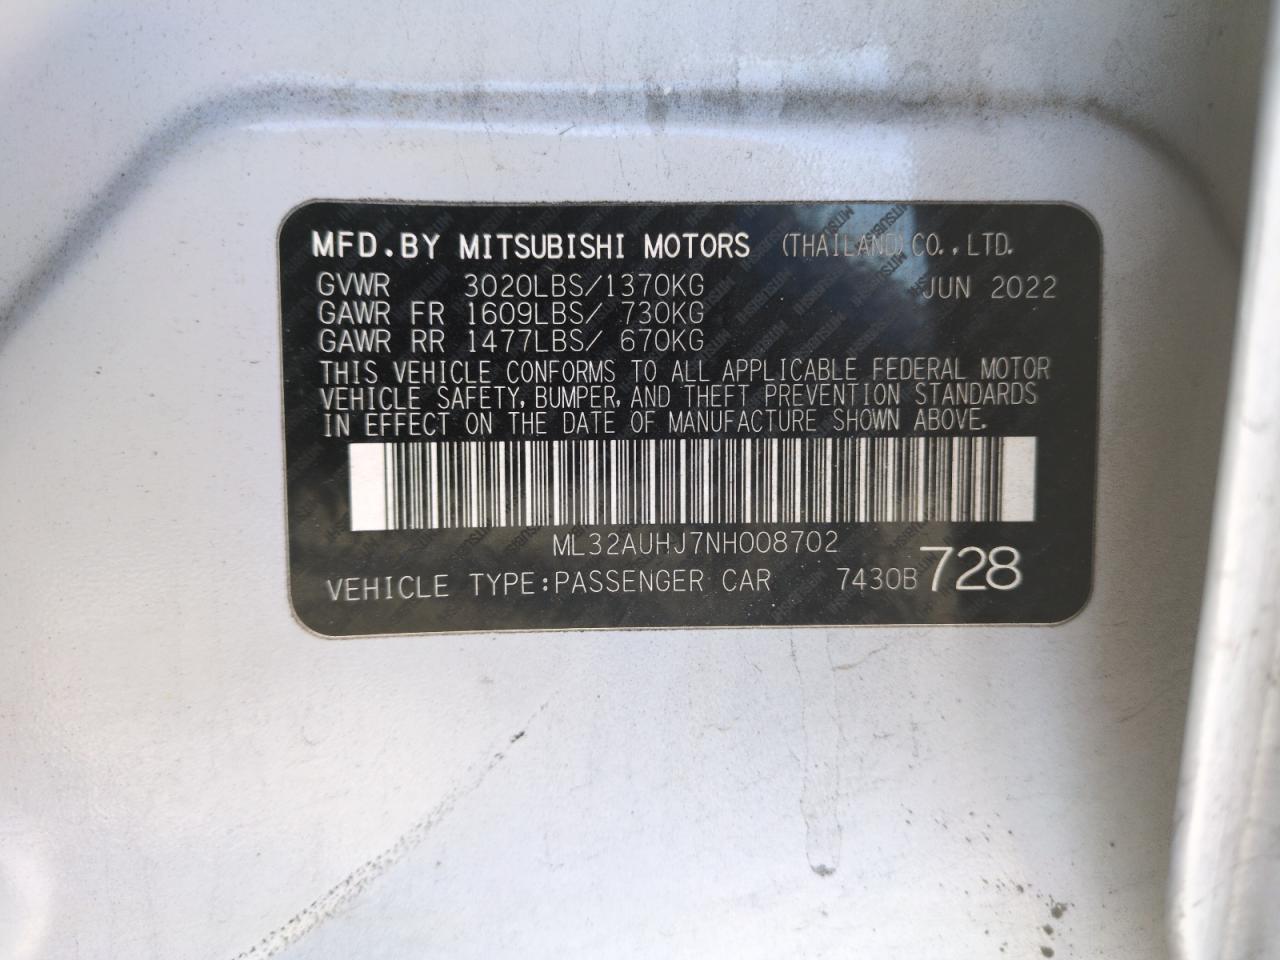 MFD.BY MITSUBISHI MOTORS (THAILAND) CO.,LTD.
GVWR 3020LBS/1370KG JUN 2022
GAWR FR 1609LBS/ 730KG
GAWR RR 1477LBS/ 670KG
THIS VEHICLE CONFORMS TO ALL APPLICABLE FEDERAL MOTOR
VEHICLE SAFETY, BUMPER, AND THEFT PREVENTION STANDARDS
IN EFFECT ON THE DATE OF MANUFACTURE SHOWN ABOVE.
ML32AUHJ7NH008702
VEHICLE TYPE:PASSENGER CAR 7430B 728